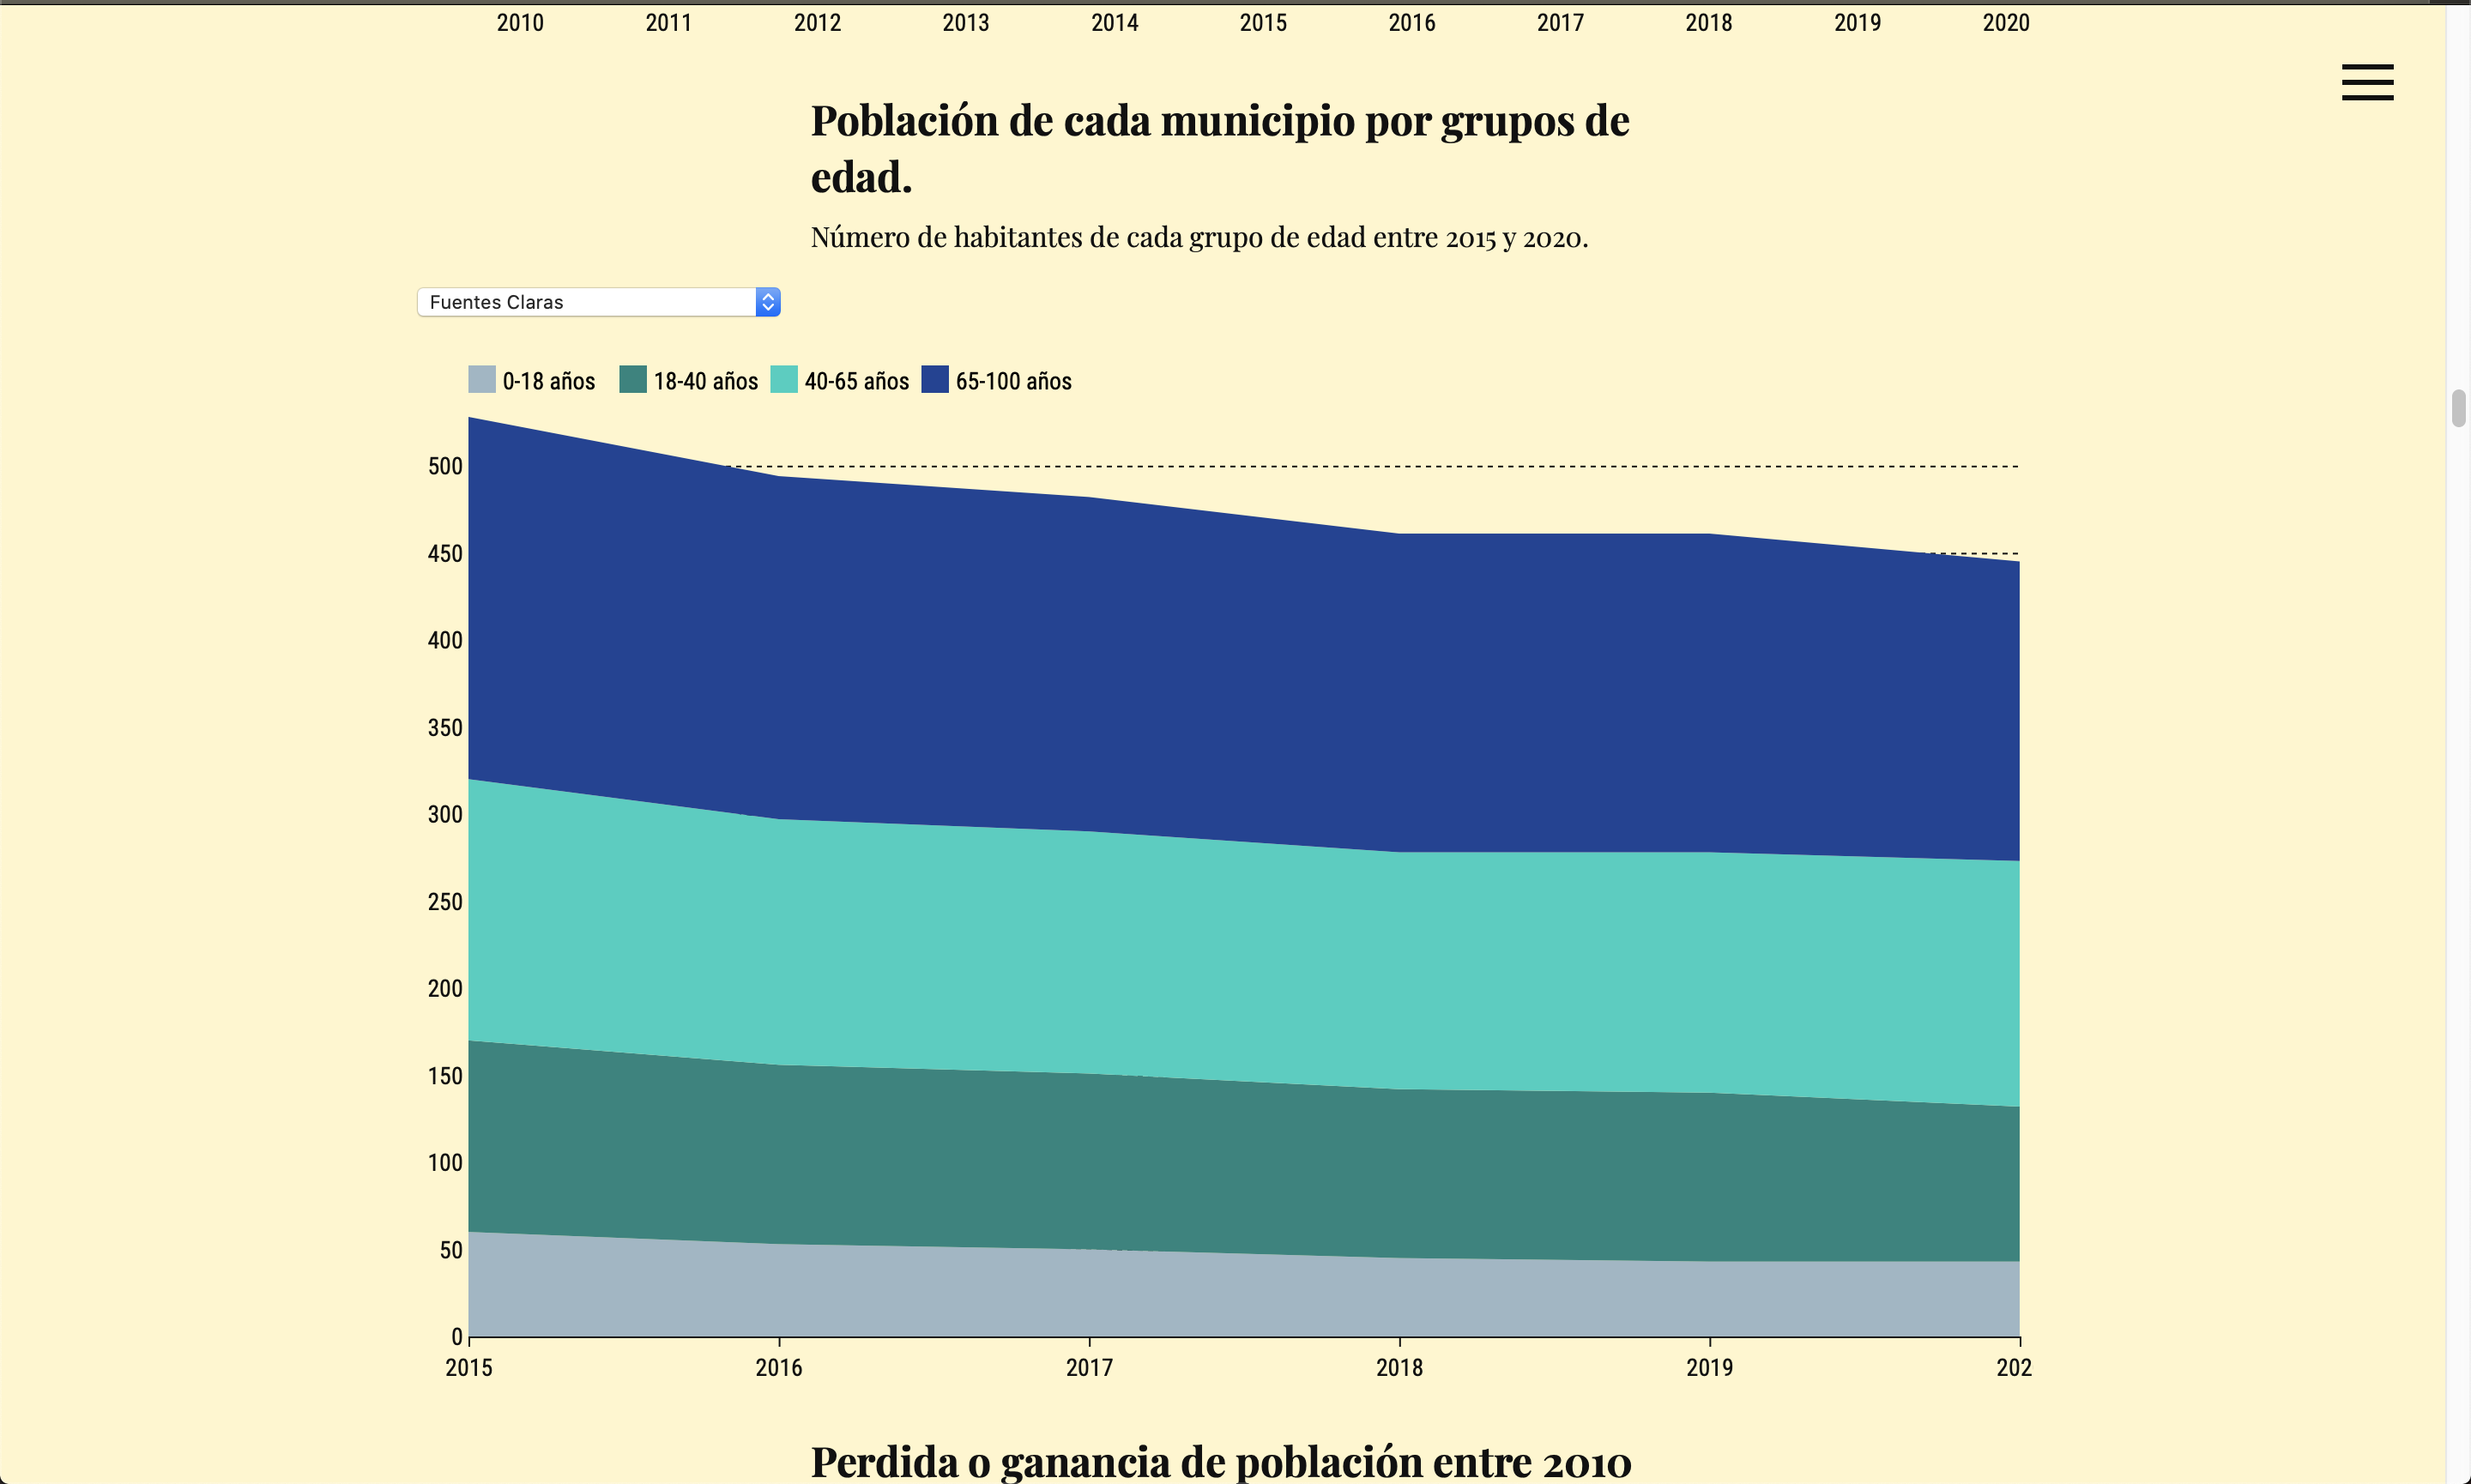 2010 2011 2012 2013 2014 2015 2016 2017 2018 2019 2020
Población de cada municipio por grupos de
edad.
Número de habitantes de cada grupo de edad entre 2015 y 2020.
Fuentes Claras
0-18 años 18-40 años 40-65 años 65-100 años
500
450
400
350
300
250
200
150
100
50
0
2015 2016 2017 2018 2019 202
Perdida o ganancia de población entre 2010